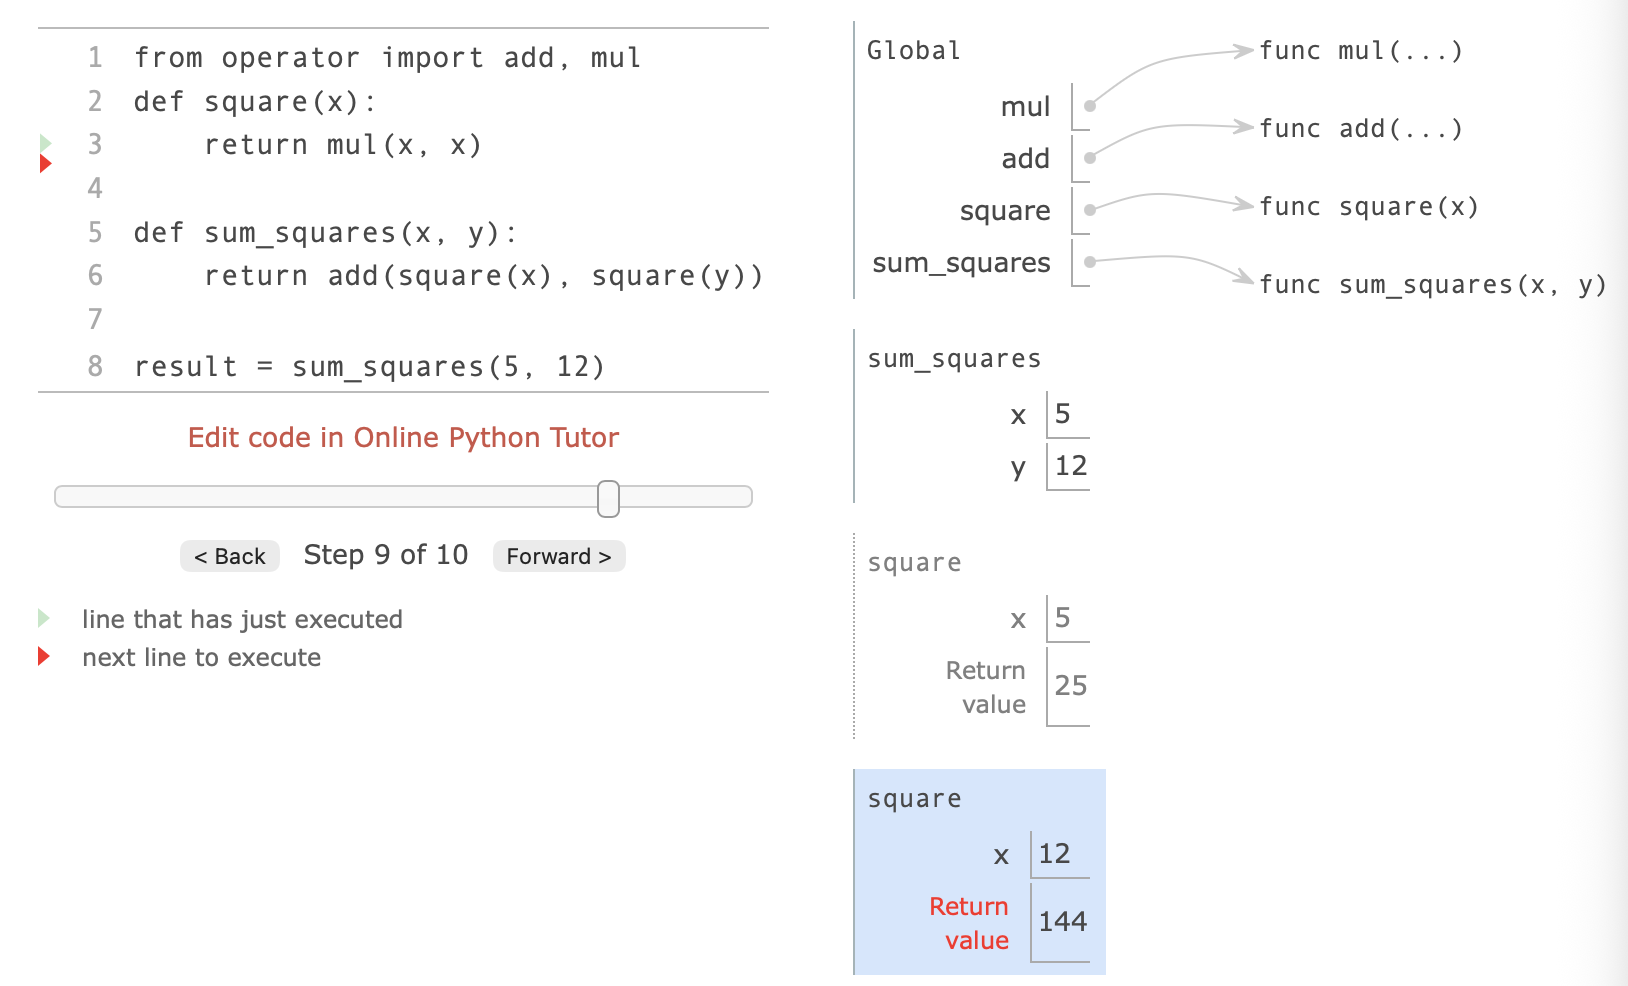 1 from operator import add, mul
2 def square(x):
3     return mul(x, x)
4
5 def sum_squares(x, y):
6     return add(square(x), square(y))
7
8 result = sum_squares(5, 12)
Edit code in Online Python Tutor
< Back Step 9 of 10 Forward >
line that has just executed
next line to execute
Global
mul
add
square
sum_squares
func mul(...)
func add(...)
func square(x)
func sum_squares(x, y)
sum_squares
x 5
y 12
square
x 5
Return
value 25
square
x 12
Return
value 144